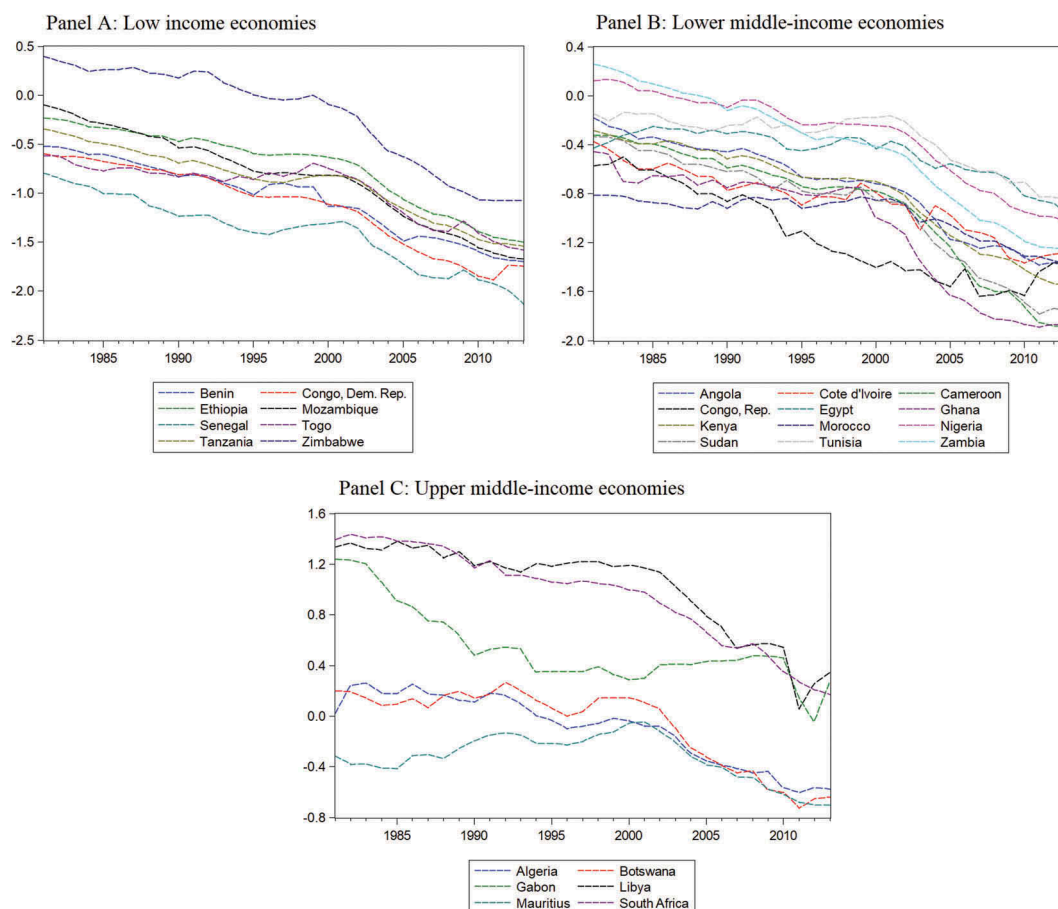 Panel A: Low income economies
0.5
0.0
-0.5
-1.0
-1.5
-2.0
-2.5
1985 1990 1995 2000 2005 2010
Benin Congo, Dem. Rep.
Ethiopia Mozambique
Senegal Togo
Tanzania Zimbabwe
Panel B: Lower middle-income economies
0.4
0.0
-0.4
-0.8
-1.2
-1.6
-2.0
1985 1990 1995 2000 2005 2010
Angola Cote d'Ivoire Cameroon
Congo, Rep. Egypt Ghana
Kenya Morocco Nigeria
Sudan Tunisia Zambia
Panel C: Upper middle-income economies
1.6
1.2
0.8
0.4
0.0
-0.4
-0.8
1985 1990 1995 2000 2005 2010
Algeria Botswana
Gabon Libya
Mauritius South Africa